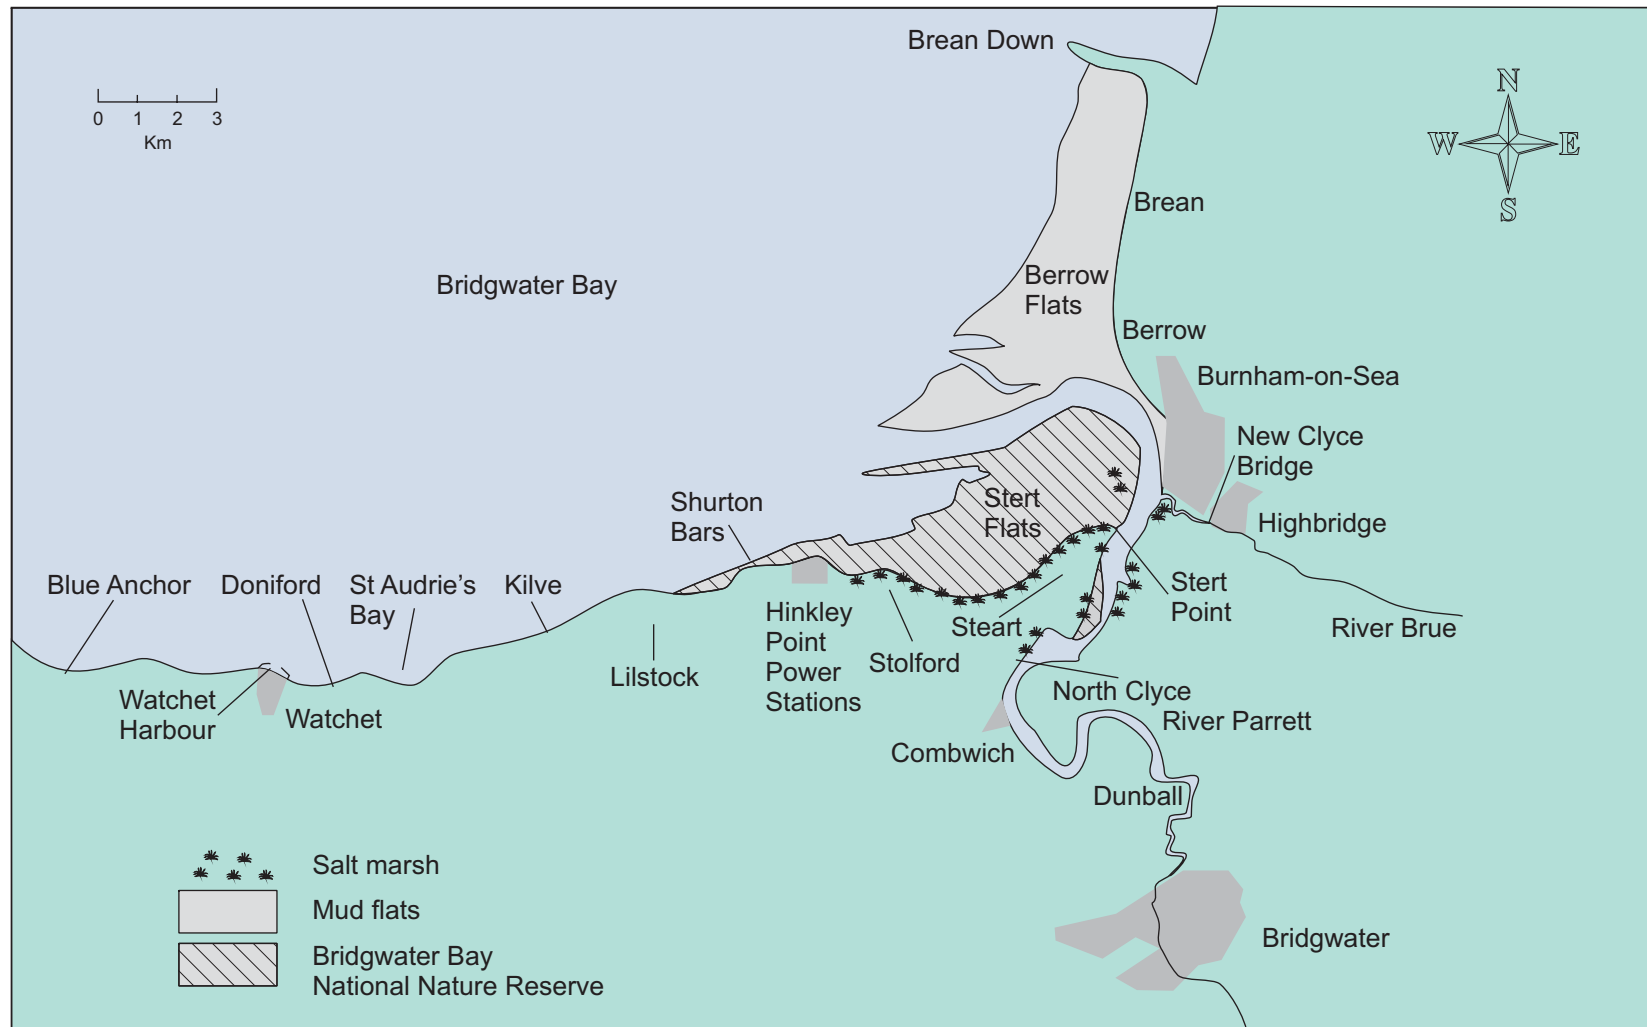 Brean Down
N
W
E
S
0 1 2 3
Km
Brean
Bridgwater Bay
Berrow
Flats
Berrow
Burnham-on-Sea
New Clyce
Bridge
Shurton
Bars
Stert
Flats
Highbridge
Blue Anchor
Doniford
St Audrie's
Bay
Kilve
Hinkley
Point
Power
Stations
Steart
Stert
Point
River Brue
Lilstock
Stolford
North Clyce
Watchet
Harbour
Watchet
River Parrett
Combwich
Dunball
Salt marsh
Mud flats
Bridgwater Bay
National Nature Reserve
Bridgwater